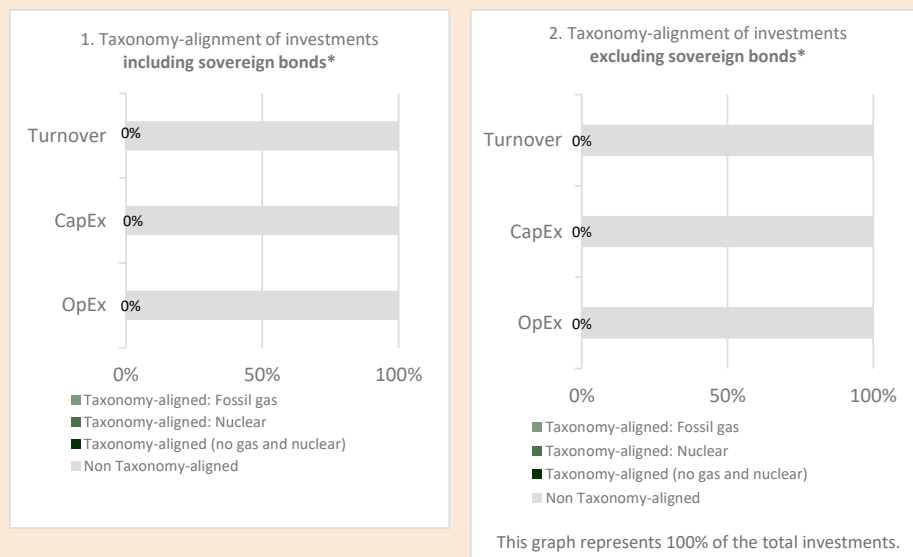 1. Taxonomy-alignment of investments
including sovereign bonds*
Turnover 0%
CapEx 0%
OpEx 0%
0% 50% 100%
Taxonomy-aligned: Fossil gas
Taxonomy-aligned: Nuclear
Taxonomy-aligned (no gas and nuclear)
Non Taxonomy-aligned
2. Taxonomy-alignment of investments
excluding sovereign bonds*
Turnover 0%
CapEx 0%
OpEx 0%
0% 50% 100%
Taxonomy-aligned: Fossil gas
Taxonomy-aligned: Nuclear
Taxonomy-aligned (no gas and nuclear)
Non Taxonomy-aligned
This graph represents 100% of the total investments.